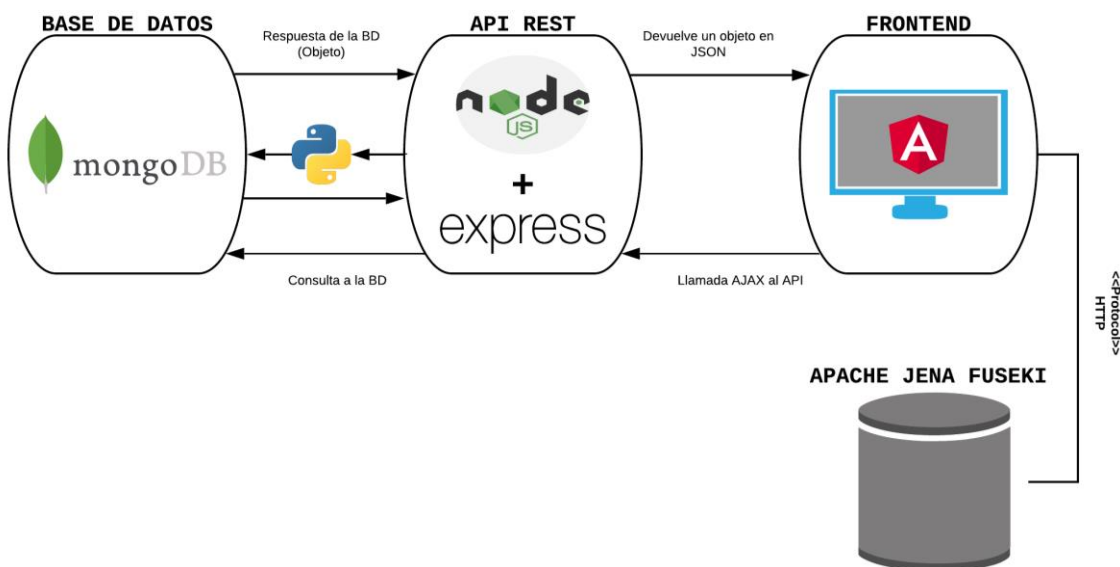 BASE DE DATOS
Respuesta de la BD
(Objeto)
API REST
Devuelve un objeto en
JSON
FRONTEND
mongoDB
node
JS
+
express
A
Consulta a la BD
Llamada AJAX al API
<<Protocol>>
HTTP
APACHE JENA FUSEKI